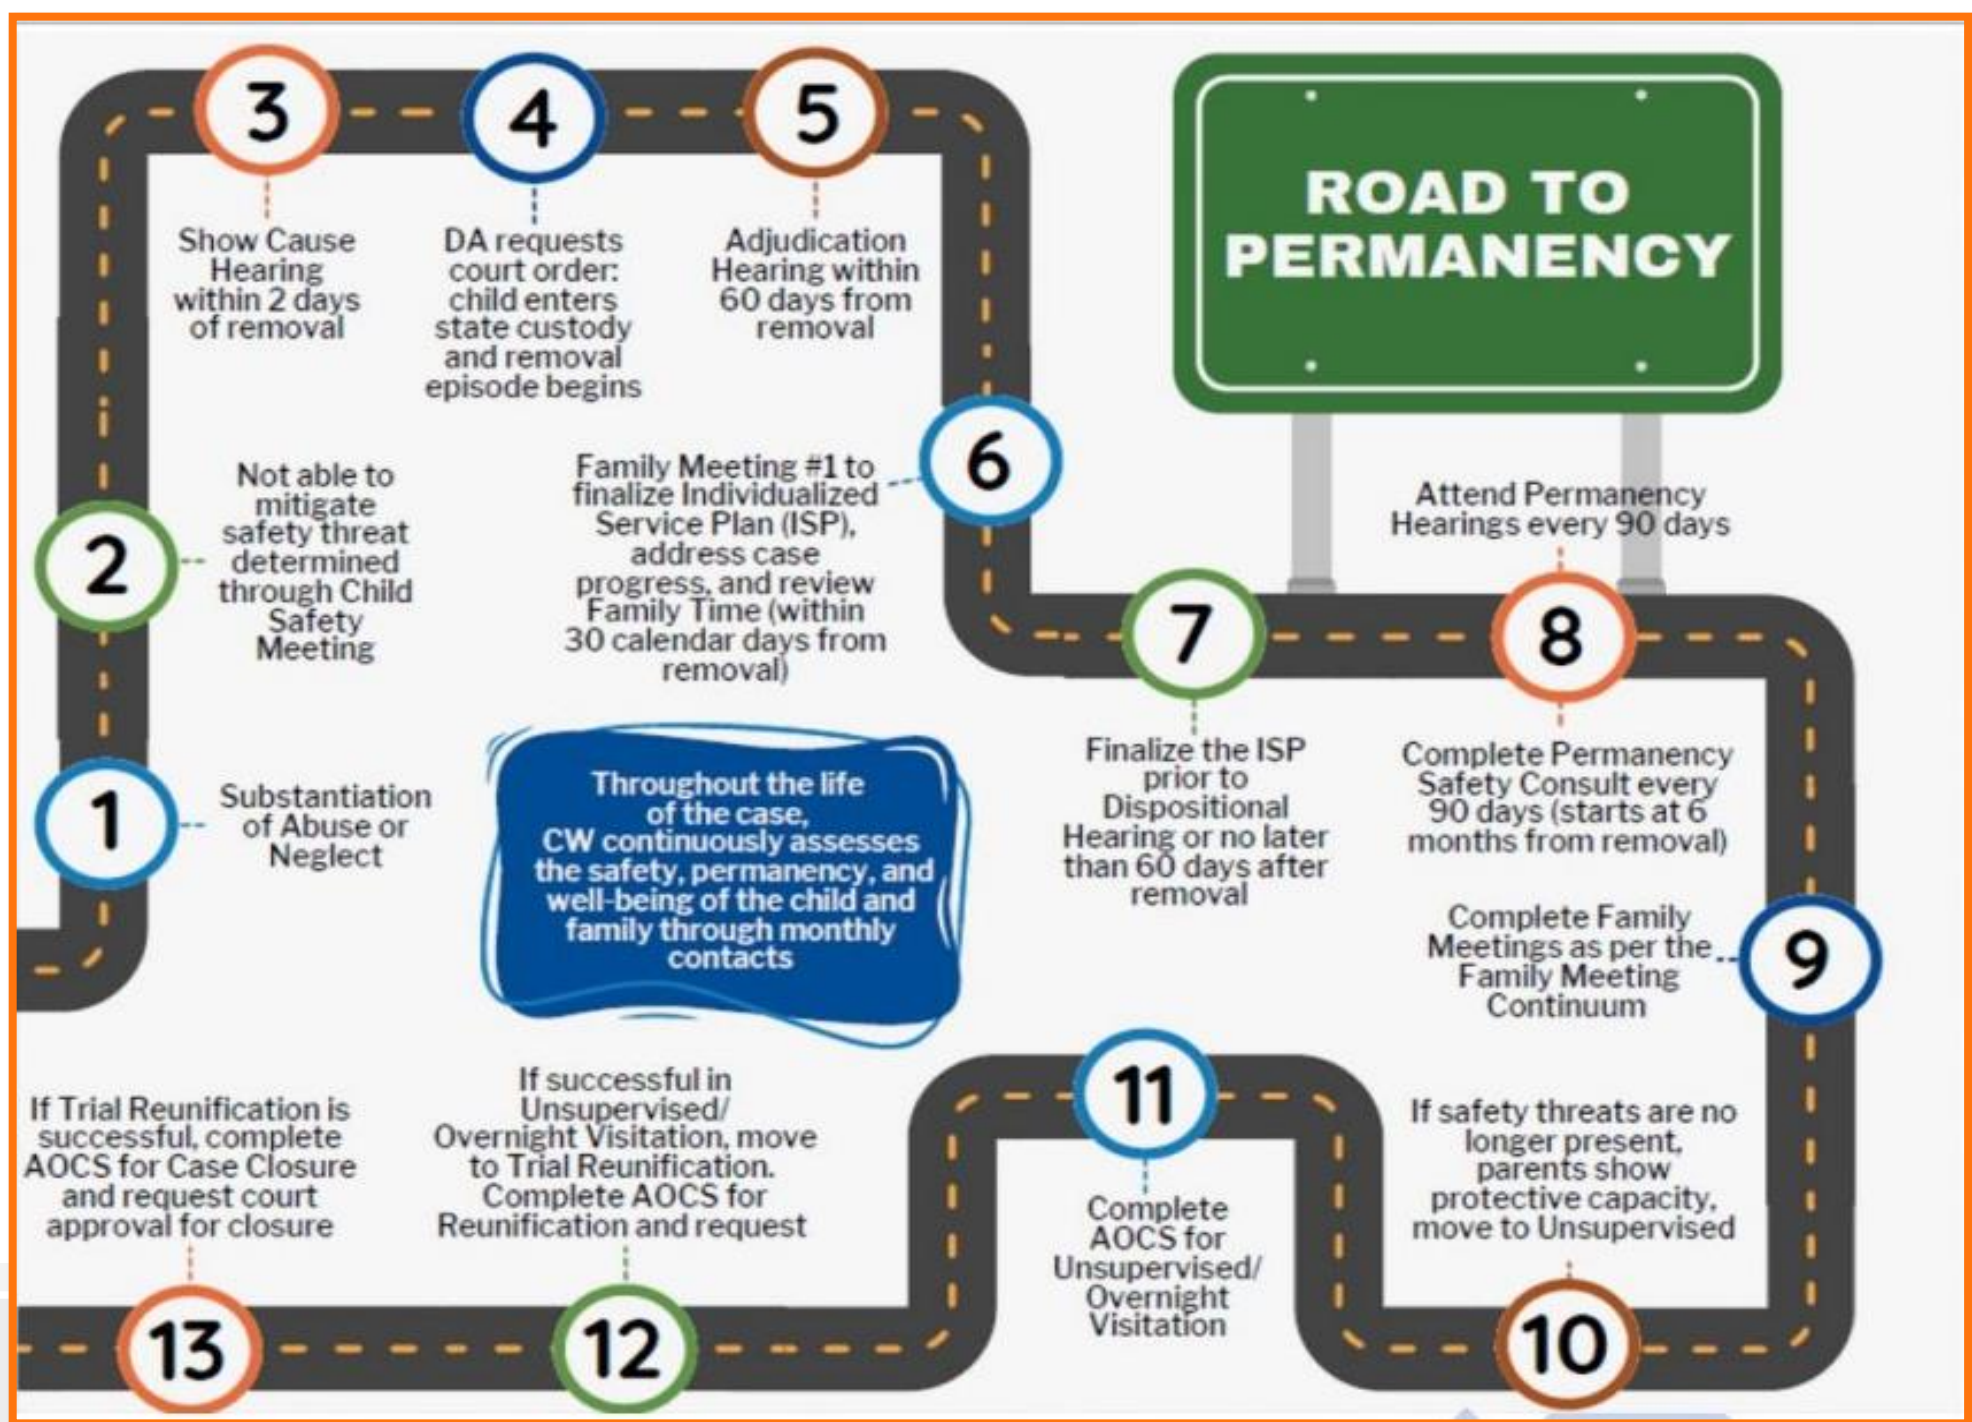 ROAD TO
PERMANENCY
1
Substantiation
of Abuse or
Neglect
2
Not able to
mitigate
safety threat
determined
through Child
Safety
Meeting
3
Show Cause
Hearing
within 2 days
of removal
4
DA requests
court order:
child enters
state custody
and removal
episode begins
5
Adjudication
Hearing within
60 days from
removal
6
Family Meeting #1 to
finalize Individualized
Service Plan (ISP),
address case
progress, and review
Family Time (within
30 calendar days from
removal)
7
Finalize the ISP
prior to
Dispositional
Hearing or no later
than 60 days after
removal
8
Attend Permanency
Hearings every 90 days
Complete Permanency
Safety Consult every
90 days (starts at 6
months from removal)
9
Complete Family
Meetings as per the
Family Meeting
Continuum
10
If safety threats are no
longer present,
parents show
protective capacity,
move to Unsupervised
11
Complete
AOCS for
Unsupervised/
Overnight
Visitation
12
If successful in
Unsupervised/
Overnight Visitation, move
to Trial Reunification.
Complete AOCS for
Reunification and request
13
If Trial Reunification is
successful, complete
AOCS for Case Closure
and request court
approval for closure
Throughout the life
of the case,
CW continuously assesses
the safety, permanency, and
well-being of the child and
family through monthly
contacts